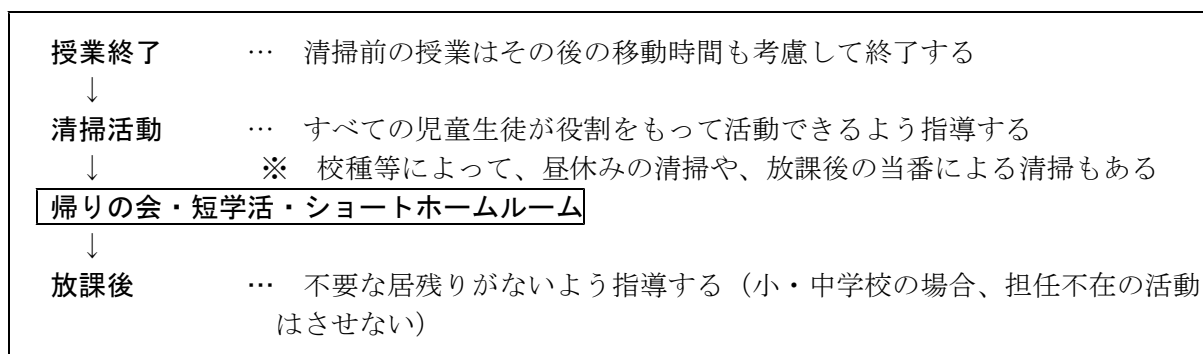 授業終了 … 清掃前の授業はその後の移動時間も考慮して終了する
↓
清掃活動 … すべての児童生徒が役割をもって活動できるよう指導する
↓ ※ 校種等によって、昼休みの清掃や、放課後の当番による清掃もある
帰りの会・短学活・ショートホームルーム
↓
放課後 … 不要な居残りがないよう指導する（小・中学校の場合、担任不在の活動
はさせない）